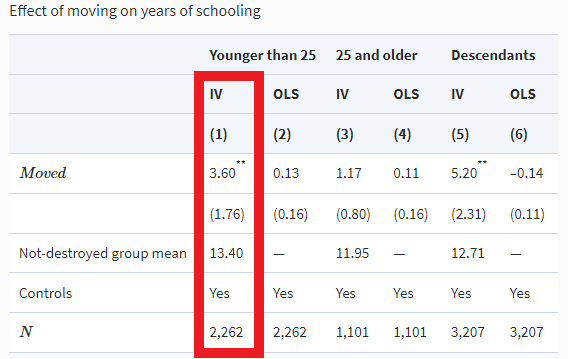 Effect of moving on years of schooling
Younger than 25 25 and older Descendants
IV OLS IV OLS IV OLS
(1) (2) (3) (4) (5) (6)
Moved 3.60** 0.13 1.17 0.11 5.20** –0.14
(1.76) (0.16) (0.80) (0.16) (2.31) (0.11)
Not-destroyed group mean 13.40 — 11.95 — 12.71 —
Controls Yes Yes Yes Yes Yes Yes
N 2,262 2,262 1,101 1,101 3,207 3,207